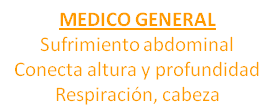 MEDICO GENERAL
Sufrimiento abdominal
Conecta altura y profundidad
Respiración, cabeza